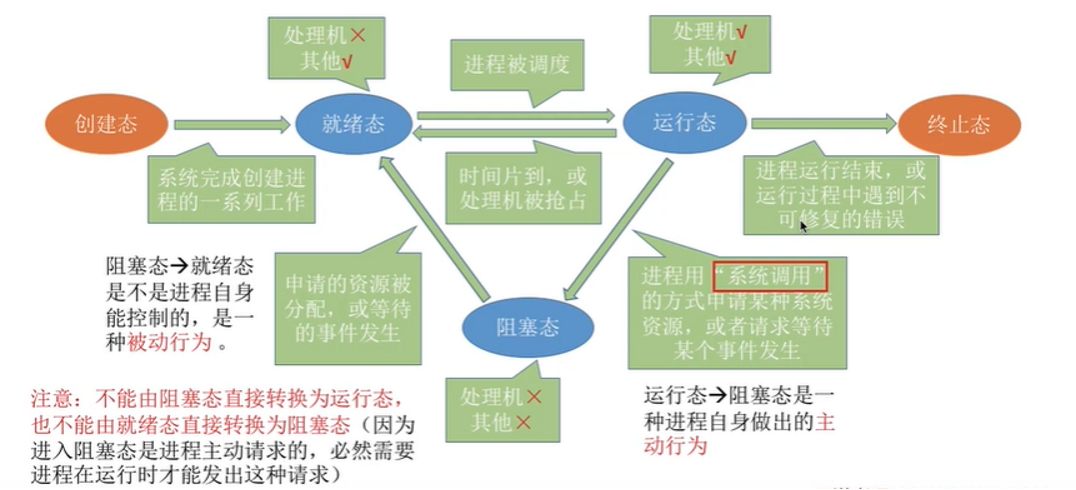 处理机×
其他√
进程被调度
处理机√
其他√
创建态
就绪态
运行态
终止态
系统完成创建进
程的一系列工作
时间片到，或
处理机被抢占
进程运行结束，或
运行过程中遇到不
可修复的错误
阻塞态→就绪态
是不是进程自身
能控制的，是一
种被动行为 。
申请的资源被
分配，或等待
的事件发生
进程用“系统调用”
的方式申请某种系统
资源，或者请求等待
某个事件发生
阻塞态
处理机×
其他×
运行态→阻塞态是一
种进程自身做出的主
动行为
注意：不能由阻塞态直接转换为运行态，
也不能由就绪态直接转换为阻塞态（因为
进入阻塞态是进程主动请求的，必然需要
进程在运行时才能发出这种请求）